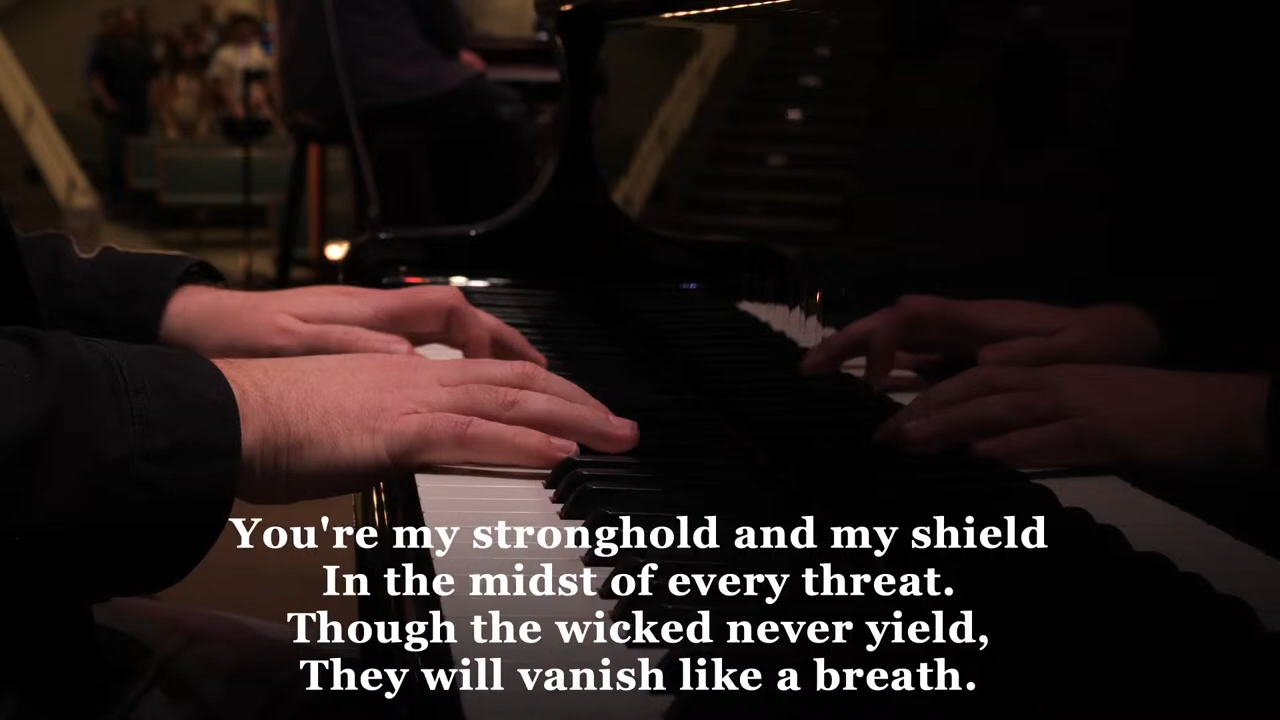 You're my stronghold and my shield
In the midst of every threat.
Though the wicked never yield,
They will vanish like a breath.